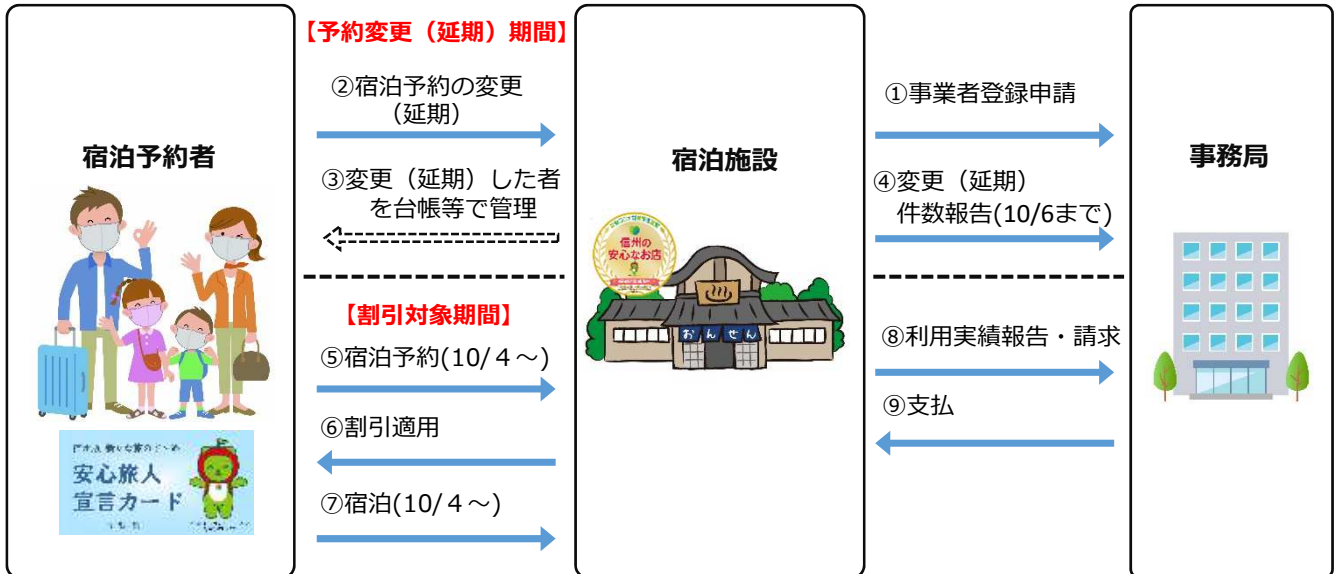 宿泊予約者
安心旅人
宣言カード
【予約変更（延期）期間】
②宿泊予約の変更
（延期）
③変更（延期）した者
を台帳等で管理
【割引対象期間】
⑤宿泊予約(10/４～)
⑥割引適用
⑦宿泊(10/４～)
宿泊施設
信州の
安心なお店
おんせん
①事業者登録申請
④変更（延期）
件数報告(10/6まで)
⑧利用実績報告・請求
⑨支払
事務局